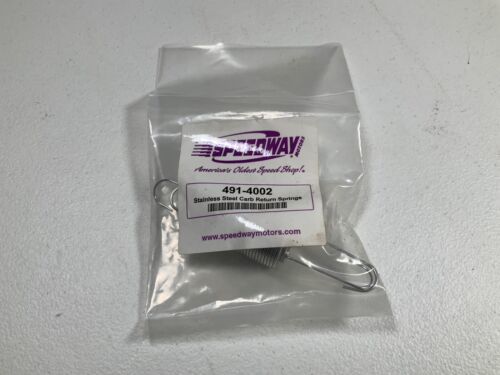 SPEEDWAY
MOTORS
America's Oldest Speed Shop!®
491-4002
Stainless Steel Carb Return Springs
www.speedwaymotors.com